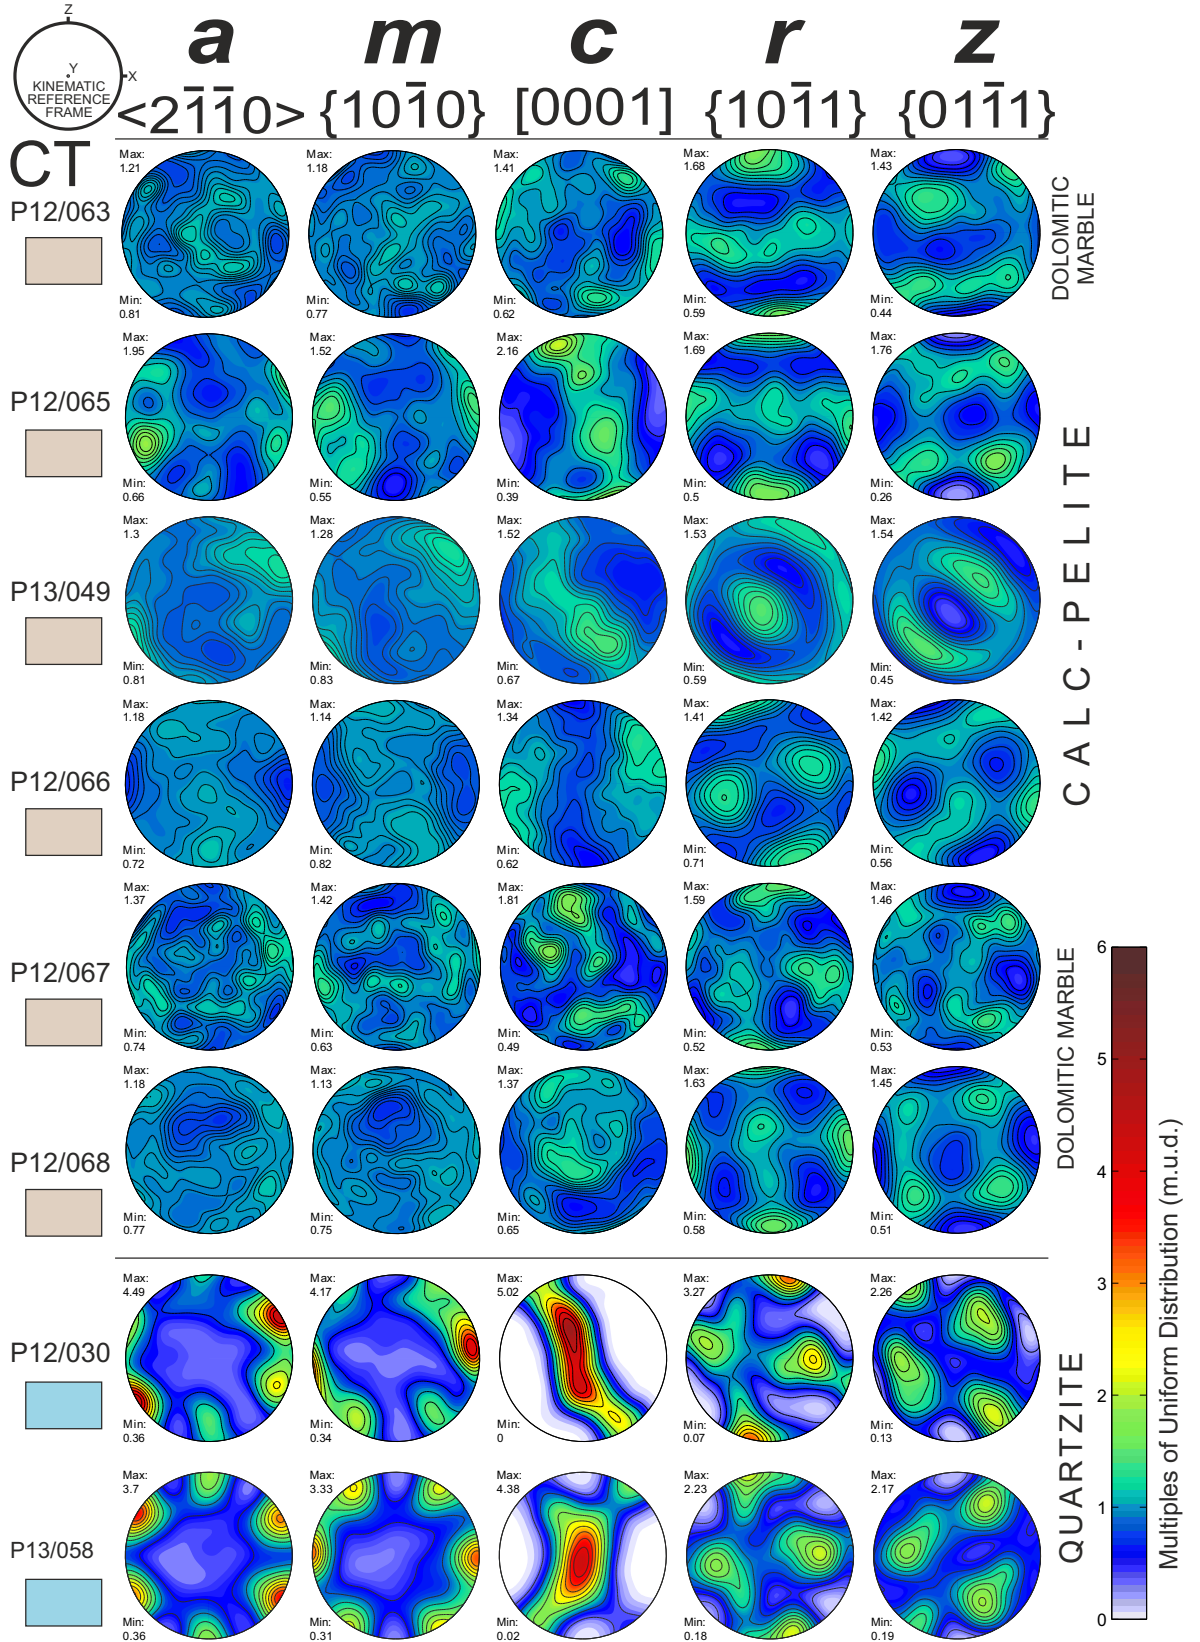 Z
Y
X
KINEMATIC
REFERENCE
FRAME
a m c r z
<21̄1̄0> {101̄0} [0001] {101̄1} {011̄1}
CT
P12/063
Max: 1.21 Min: 0.81
Max: 1.18 Min: 0.77
Max: 1.41 Min: 0.62
Max: 1.68 Min: 0.59
Max: 1.43 Min: 0.44
DOLOMITIC
MARBLE
P12/065
Max: 1.95 Min: 0.66
Max: 1.52 Min: 0.55
Max: 2.16 Min: 0.39
Max: 1.69 Min: 0.5
Max: 1.76 Min: 0.26
P13/049
Max: 1.3 Min: 0.81
Max: 1.28 Min: 0.83
Max: 1.52 Min: 0.67
Max: 1.53 Min: 0.59
Max: 1.54 Min: 0.45
CALC-PELITE
P12/066
Max: 1.18 Min: 0.72
Max: 1.14 Min: 0.82
Max: 1.34 Min: 0.62
Max: 1.41 Min: 0.71
Max: 1.42 Min: 0.56
P12/067
Max: 1.37 Min: 0.74
Max: 1.42 Min: 0.63
Max: 1.81 Min: 0.49
Max: 1.59 Min: 0.52
Max: 1.46 Min: 0.53
DOLOMITIC MARBLE
P12/068
Max: 1.18 Min: 0.77
Max: 1.13 Min: 0.75
Max: 1.37 Min: 0.65
Max: 1.63 Min: 0.58
Max: 1.45 Min: 0.51
P12/030
Max: 4.49 Min: 0.36
Max: 4.17 Min: 0.34
Max: 5.02 Min: 0
Max: 3.27 Min: 0.07
Max: 2.26 Min: 0.13
QUARTZITE
P13/058
Max: 3.7 Min: 0.36
Max: 3.33 Min: 0.31
Max: 4.38 Min: 0.02
Max: 2.23 Min: 0.18
Max: 2.17 Min: 0.19
6
5
4
3
2
1
0
Multiples of Uniform Distribution (m.u.d.)